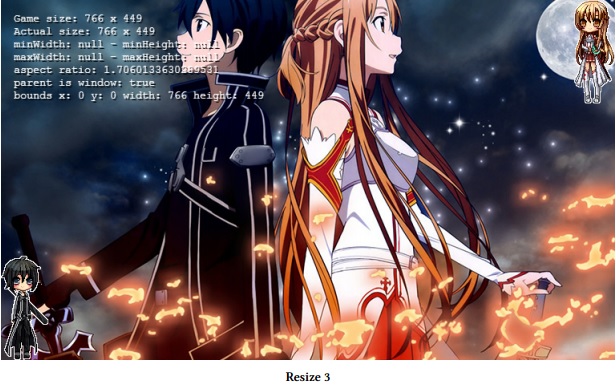 Game size: 766 x 449
Actual size: 766 x 449
minWidth: null - minHeight: null
maxWidth: null - maxHeight: null
aspect ratio: 1.7060133630289531
parent is window: true
bounds x: 0 y: 0 width: 766 height: 449
Resize 3